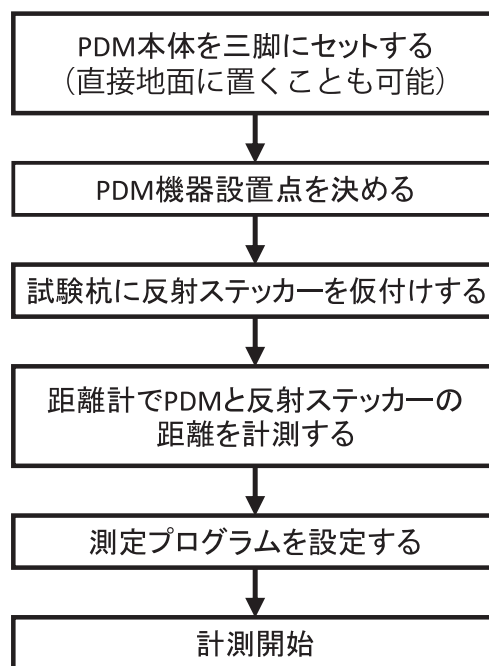 PDM本体を三脚にセットする
（直接地面に置くことも可能）
PDM機器設置点を決める
試験杭に反射ステッカーを仮付けする
距離計でPDMと反射ステッカーの
距離を計測する
測定プログラムを設定する
計測開始